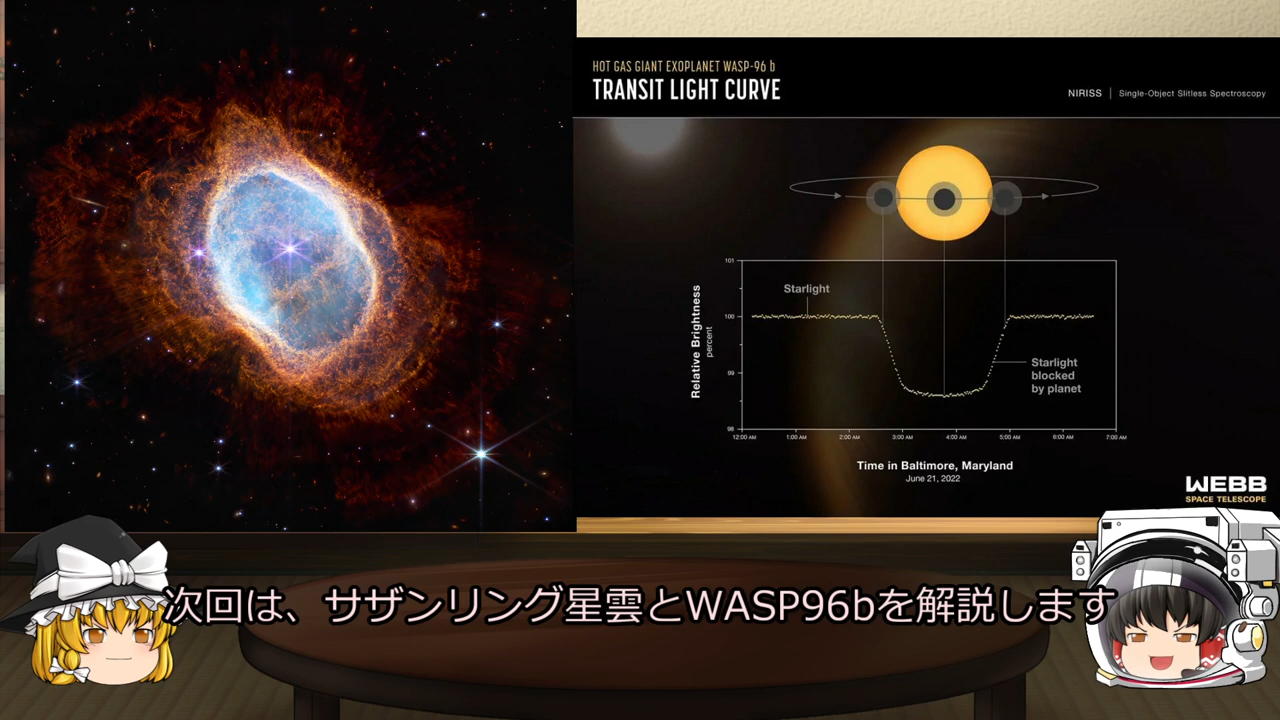 HOT GAS GIANT EXOPLANET WASP-96 b
TRANSIT LIGHT CURVE
NIRISS | Single-Object Slitless Spectroscopy
101
100
99
98
Relative Brightness
percent
Starlight
Starlight
blocked
by planet
12:00 AM 1:00 AM 2:00 AM 3:00 AM 4:00 AM 5:00 AM 6:00 AM 7:00 AM
Time in Baltimore, Maryland
June 21, 2022
WEBB
SPACE TELESCOPE
次回は、サザンリング星雲とWASP96bを解説します